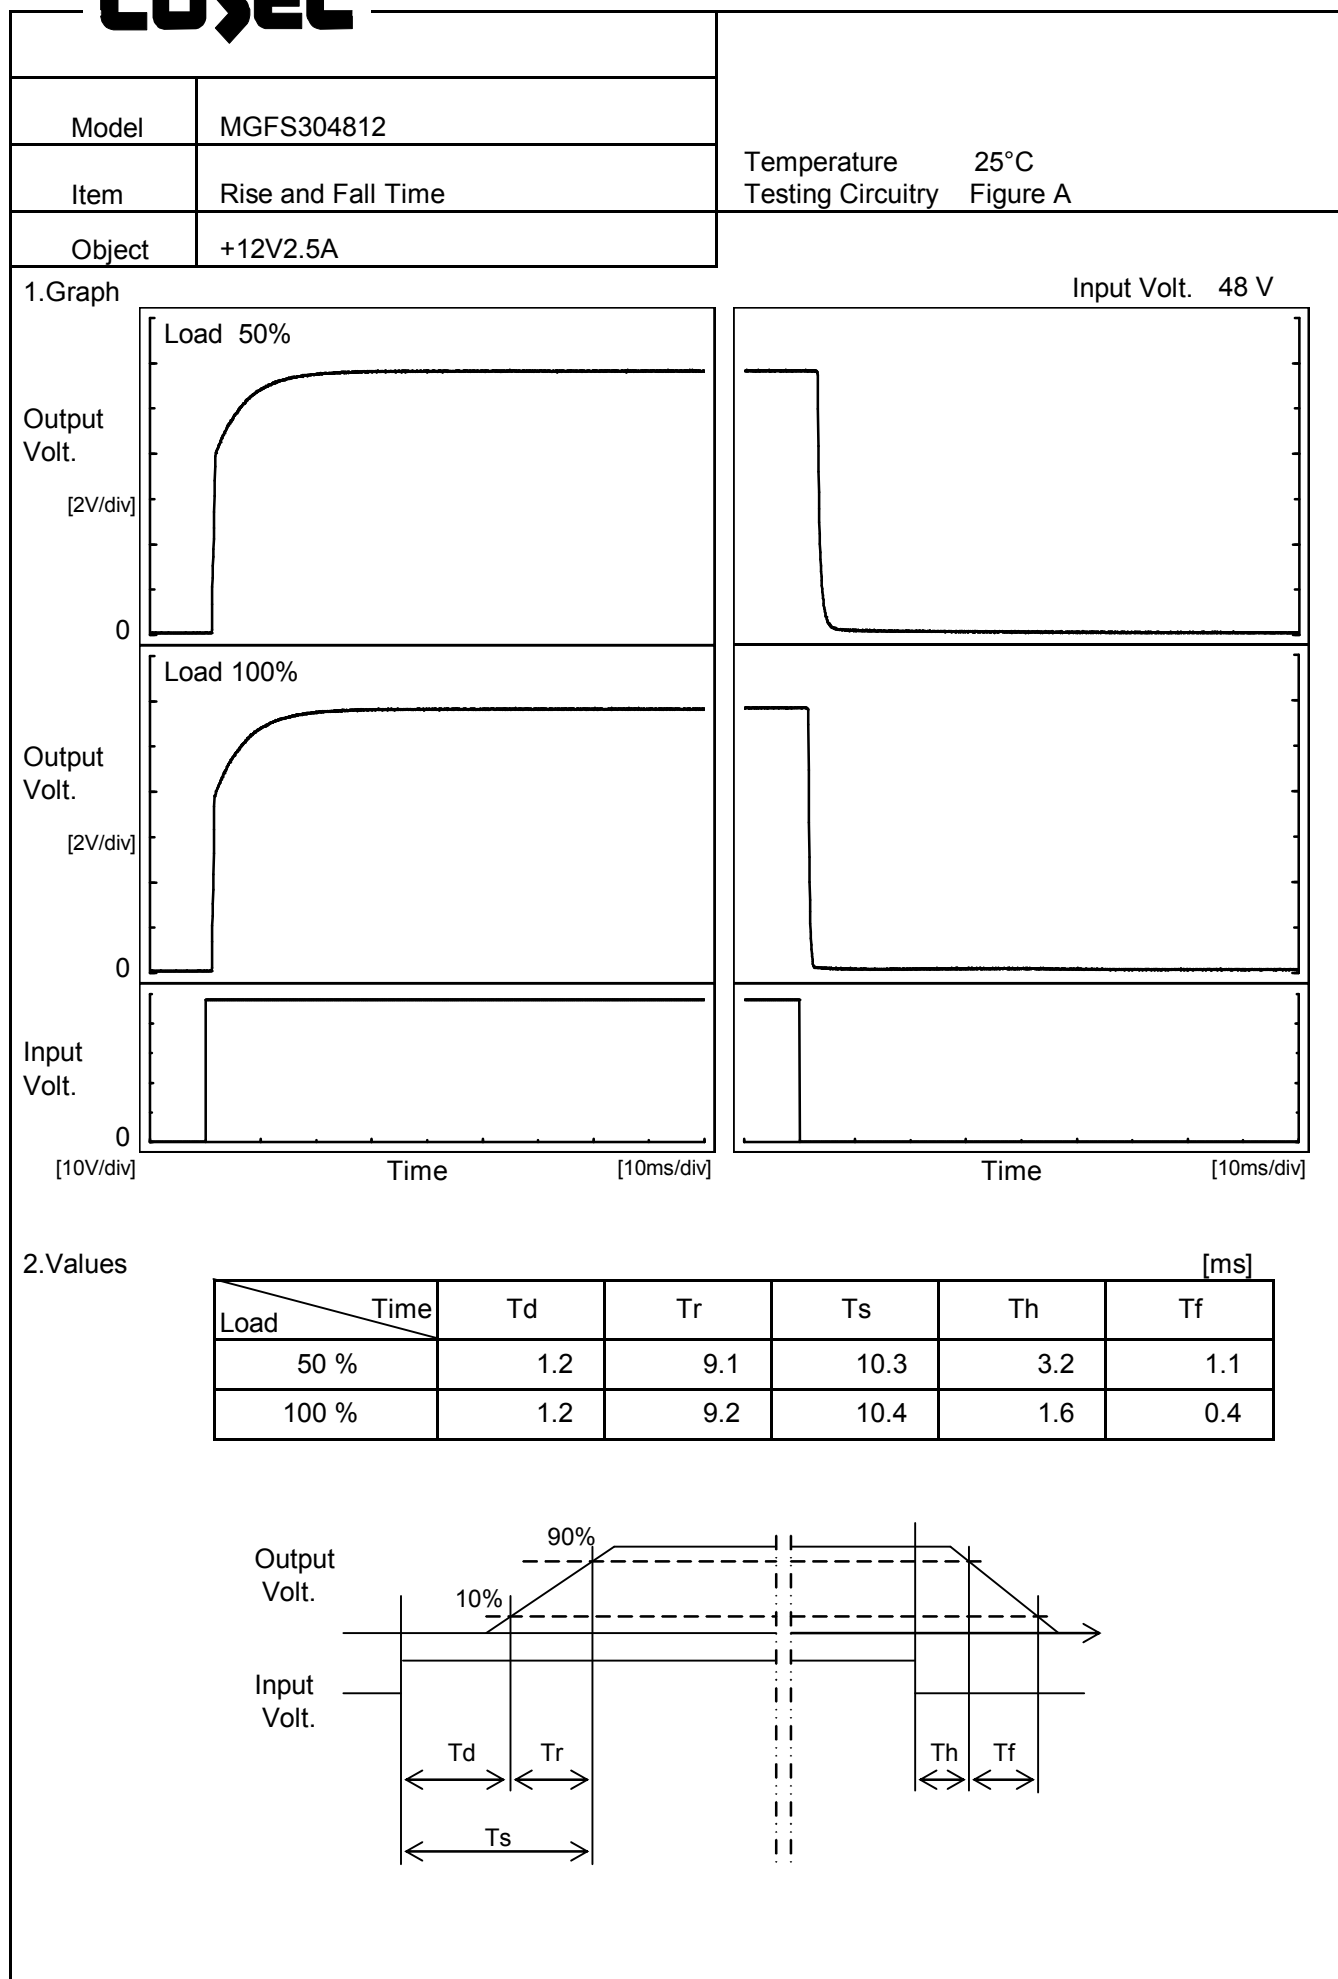 COSEL
Model MGFS304812
Item Rise and Fall Time
Temperature 25°C
Testing Circuitry Figure A
Object +12V2.5A
1.Graph
Input Volt. 48 V
Load 50%
Output
Volt.
[2V/div]
0
Load 100%
Output
Volt.
[2V/div]
0
Input
Volt.
0
[10V/div] Time [10ms/div] Time [10ms/div]
2.Values [ms]
Time Td Tr Ts Th Tf
Load
50 % 1.2 9.1 10.3 3.2 1.1
100 % 1.2 9.2 10.4 1.6 0.4
90%
Output
Volt.
10%
Input
Volt.
Td Tr Th Tf
Ts